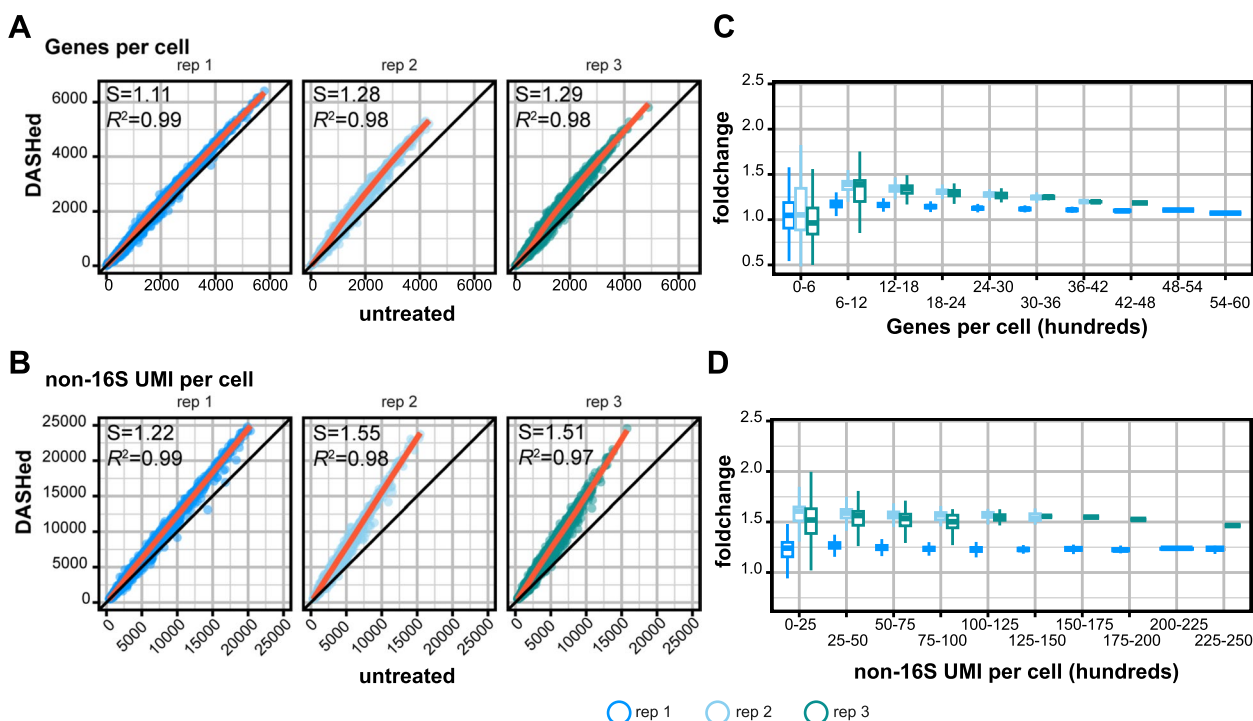 A
Genes per cell
rep 1
rep 2
rep 3
S=1.11
R²=0.99
S=1.28
R²=0.98
S=1.29
R²=0.98
DASHed
6000
4000
2000
0
0 2000 4000 6000
0 2000 4000 6000
0 2000 4000 6000
untreated
B
non-16S UMI per cell
rep 1
rep 2
rep 3
S=1.22
R²=0.99
S=1.55
R²=0.98
S=1.51
R²=0.97
DASHed
25000
20000
15000
10000
5000
0
0 5000 10000 15000 20000 25000
0 5000 10000 15000 20000 25000
0 5000 10000 15000 20000 25000
untreated
C
foldchange
2.5
2.0
1.5
1.0
0.5
0-6 12-18 24-30 36-42 48-54
6-12 18-24 30-36 42-48 54-60
Genes per cell (hundreds)
D
foldchange
2.5
2.0
1.5
1.0
0-25 50-75 100-125 150-175 200-225
25-50 75-100 125-150 175-200 225-250
non-16S UMI per cell (hundreds)
rep 1 rep 2 rep 3